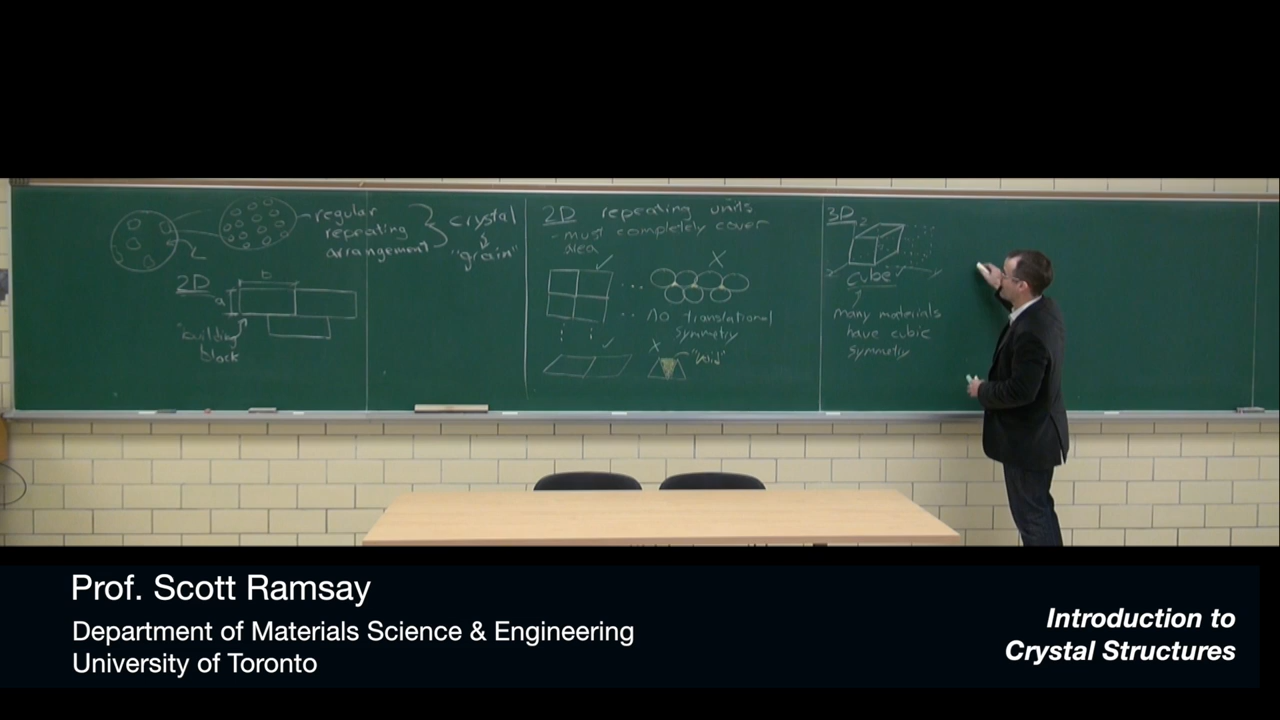 regular
repeating
arrangement
crystal
"grain"
2D
b
a
"building
block
2D repeating units
- must completely cover
area
X
No translational
symmetry
X
"void"
3D
cube
many materials
have cubic
symmetry
Prof. Scott Ramsay
Department of Materials Science & Engineering
University of Toronto
Introduction to
Crystal Structures